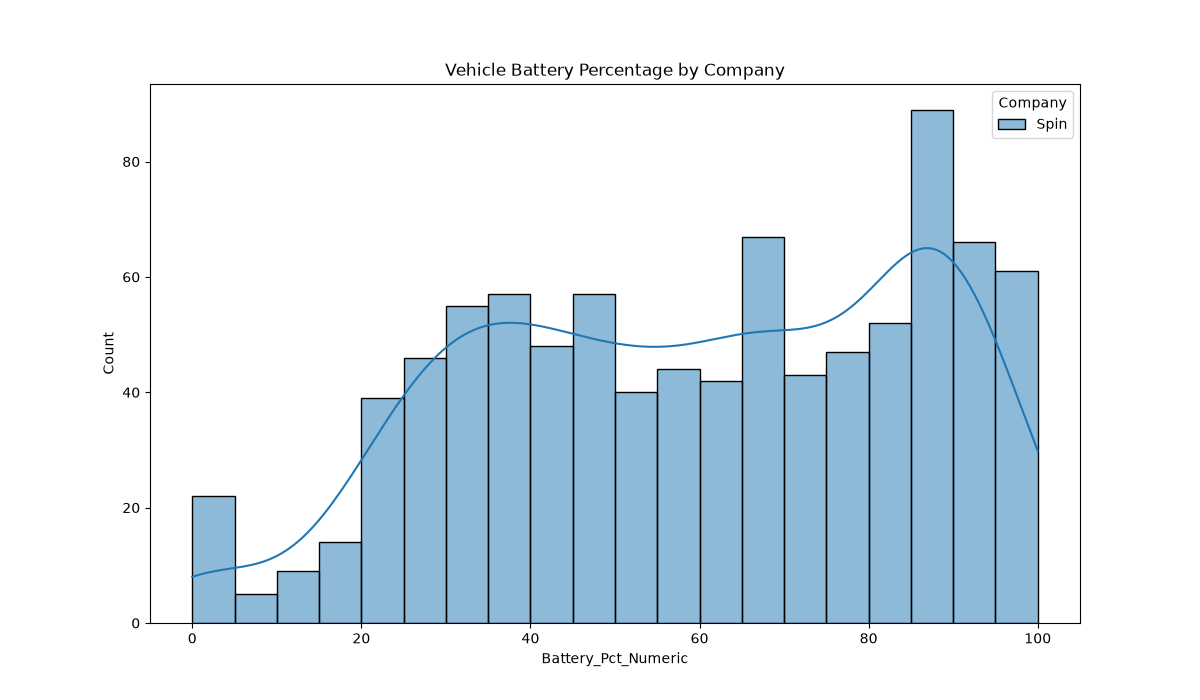 Vehicle Battery Percentage by Company
Company
Spin
Count
80
60
40
20
0
0 20 40 60 80 100
Battery_Pct_Numeric